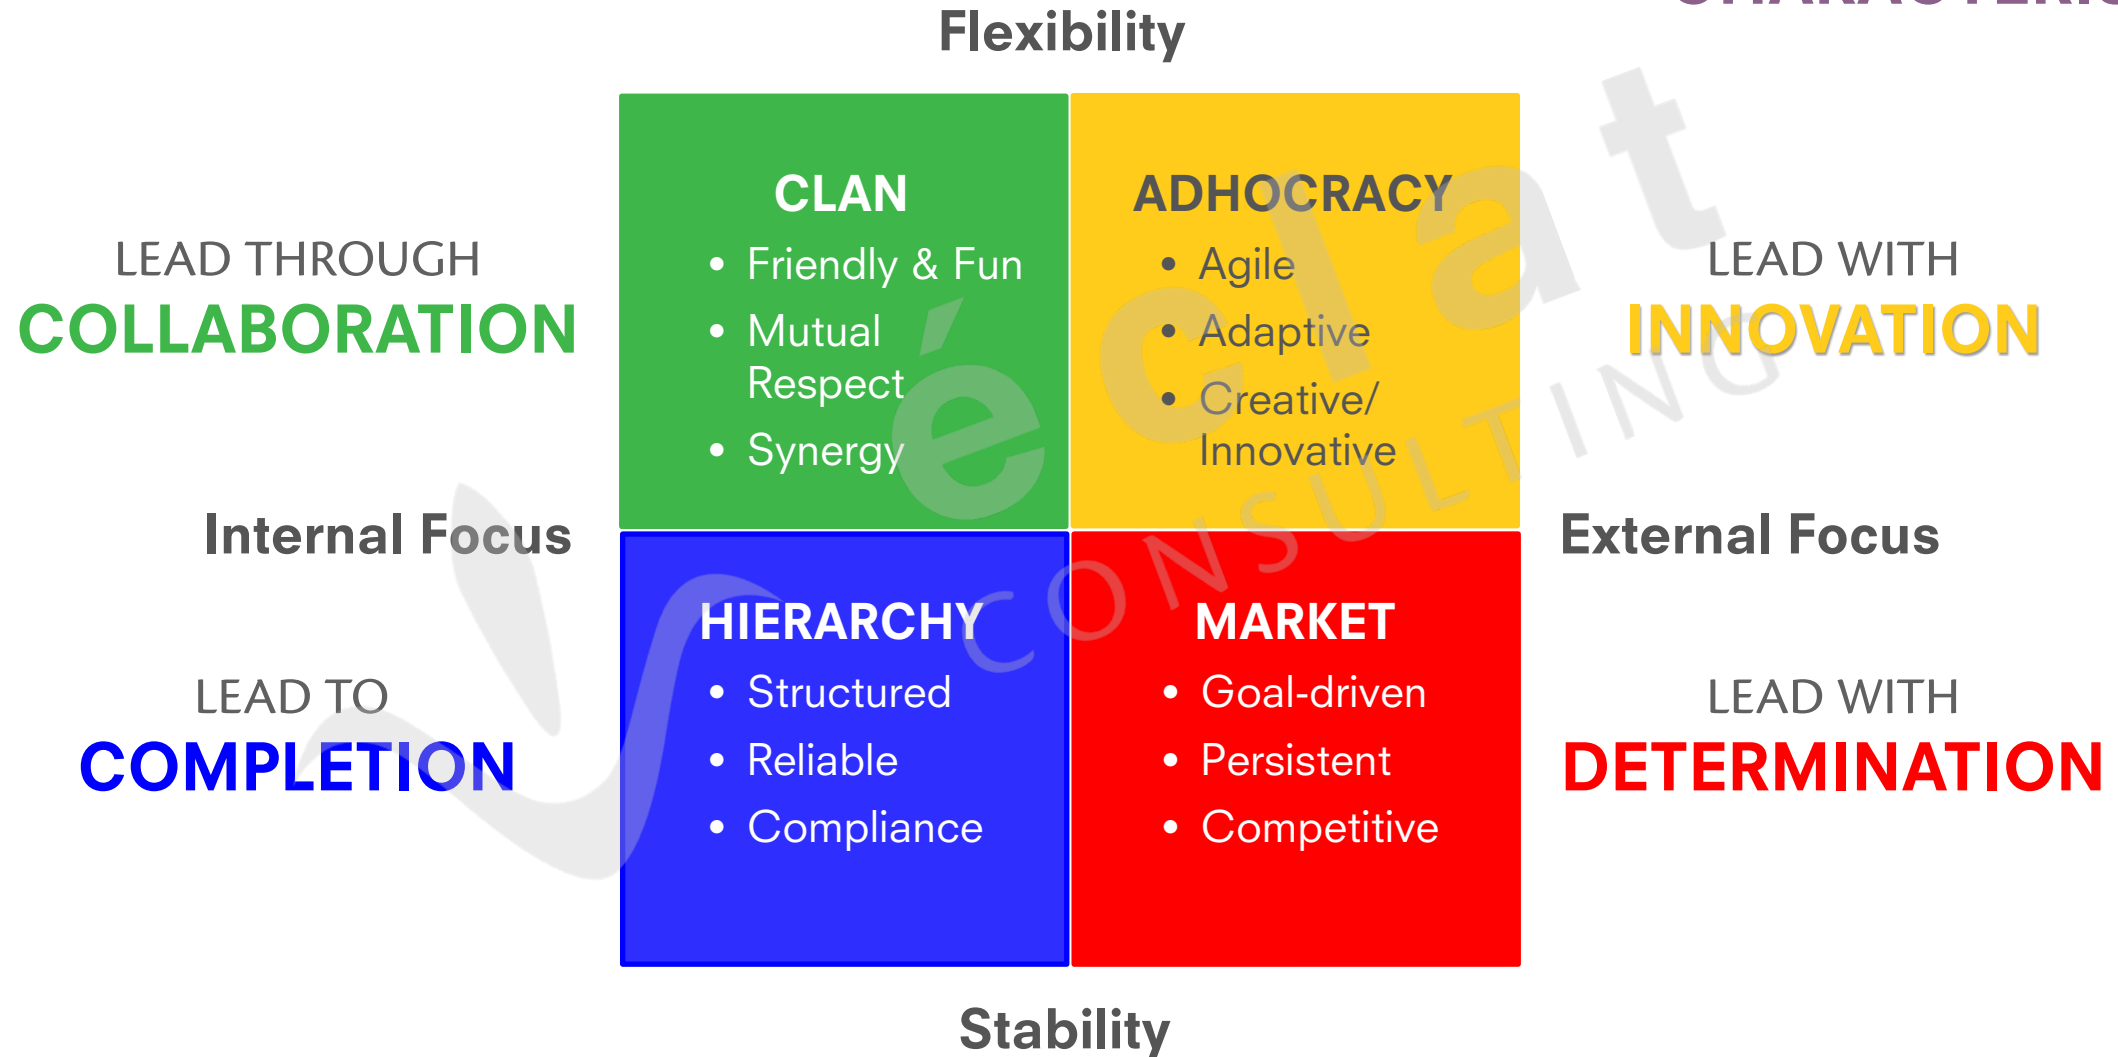 Flexibility
CLAN
• Friendly & Fun
• Mutual
Respect
• Synergy
ADHOCRACY
• Agile
• Adaptive
• Creative/
Innovative
LEAD THROUGH
COLLABORATION
LEAD WITH
INNOVATION
Internal Focus
External Focus
HIERARCHY
• Structured
• Reliable
• Compliance
MARKET
• Goal-driven
• Persistent
• Competitive
LEAD TO
COMPLETION
LEAD WITH
DETERMINATION
Stability
éclat
CONSULTING